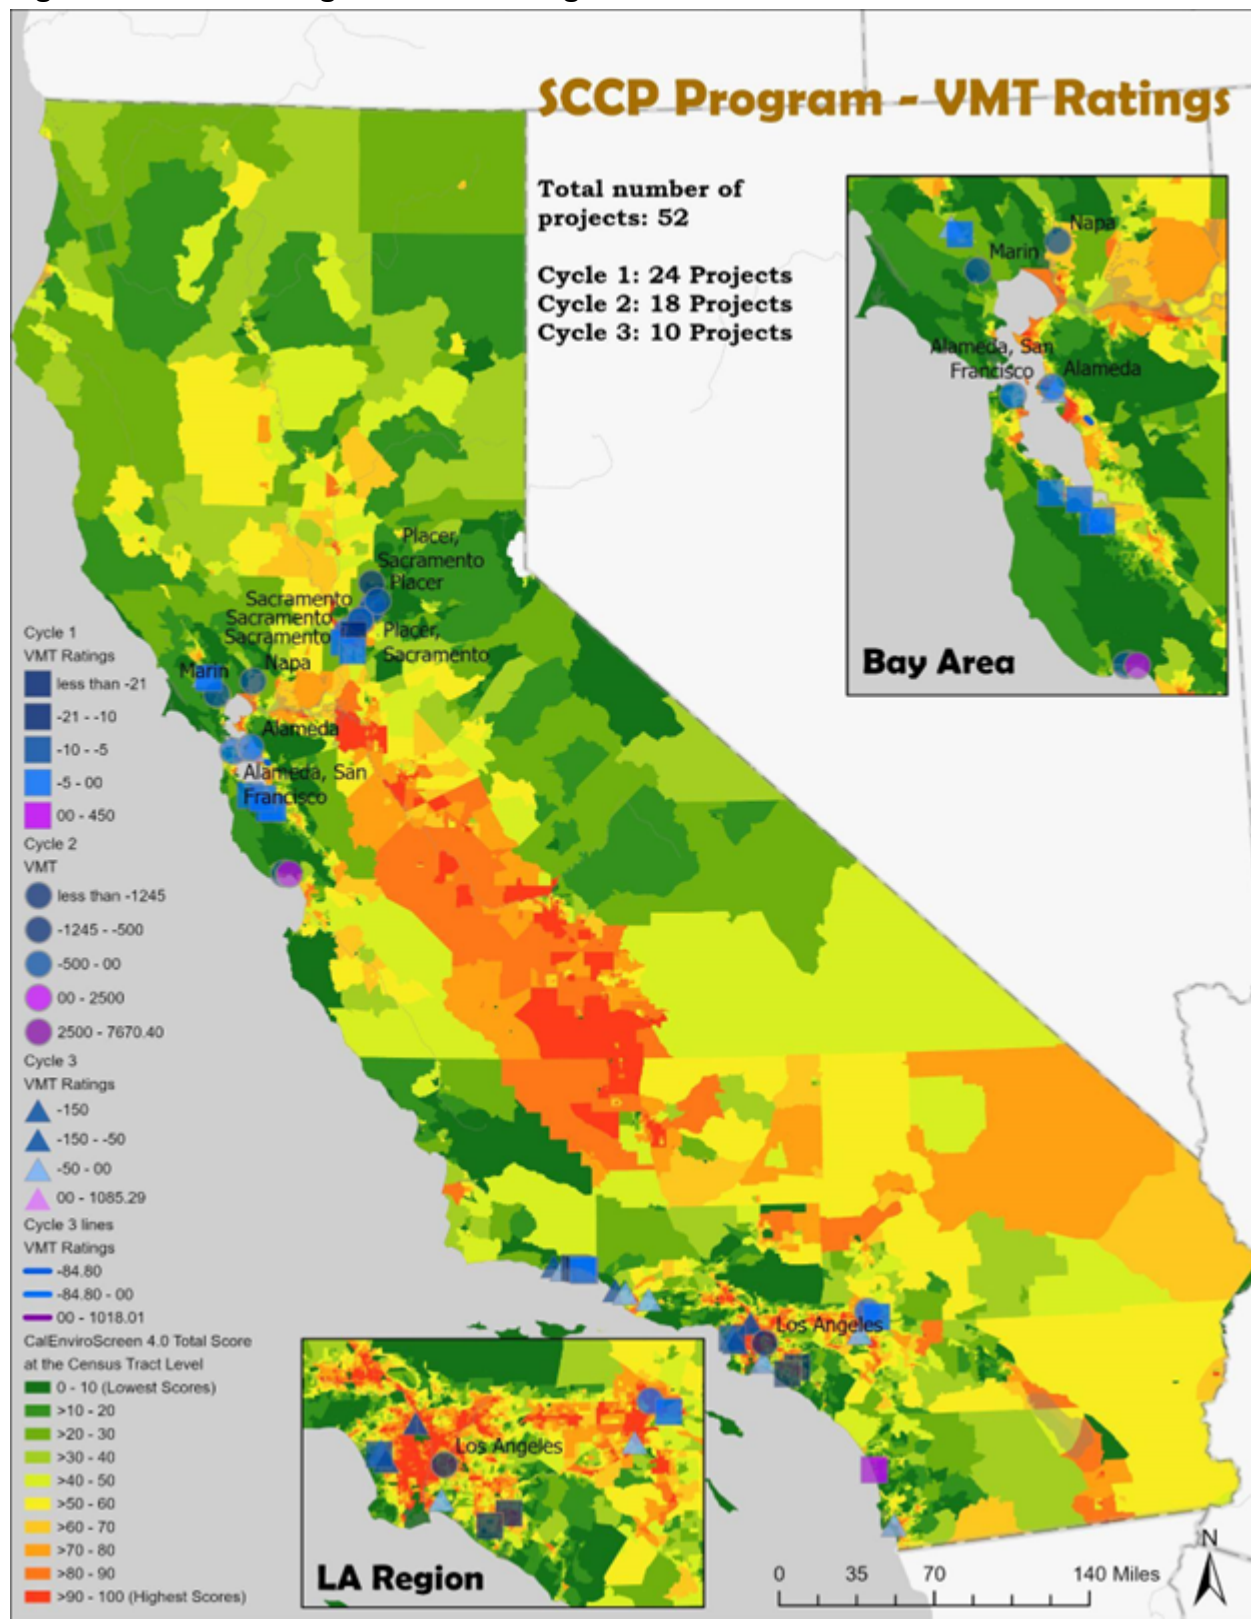 SCCP Program - VMT Ratings
Total number of
projects: 52
Cycle 1: 24 Projects
Cycle 2: 18 Projects
Cycle 3: 10 Projects
Napa
Marin
Alameda, San
Francisco
Alameda
Bay Area
Placer,
Sacramento
Placer
Sacramento
Sacramento
Sacramento
Placer,
Sacramento
Marin
Napa
Alameda
Alameda, San
Francisco
Los Angeles
Cycle 1
VMT Ratings
less than -21
-21 - -10
-10 - -5
-5 - 00
00 - 450
Cycle 2
VMT
less than -1245
-1245 - -500
-500 - 00
00 - 2500
2500 - 7670.40
Cycle 3
VMT Ratings
-150
-150 - -50
-50 - 00
00 - 1085.29
Cycle 3 lines
VMT Ratings
-84.80
-84.80 - 00
00 - 1018.01
CalEnviroScreen 4.0 Total Score
at the Census Tract Level
0 - 10 (Lowest Scores)
>10 - 20
>20 - 30
>30 - 40
>40 - 50
>50 - 60
>60 - 70
>70 - 80
>80 - 90
>90 - 100 (Highest Scores)
Los Angeles
LA Region
0 35 70 140 Miles
N